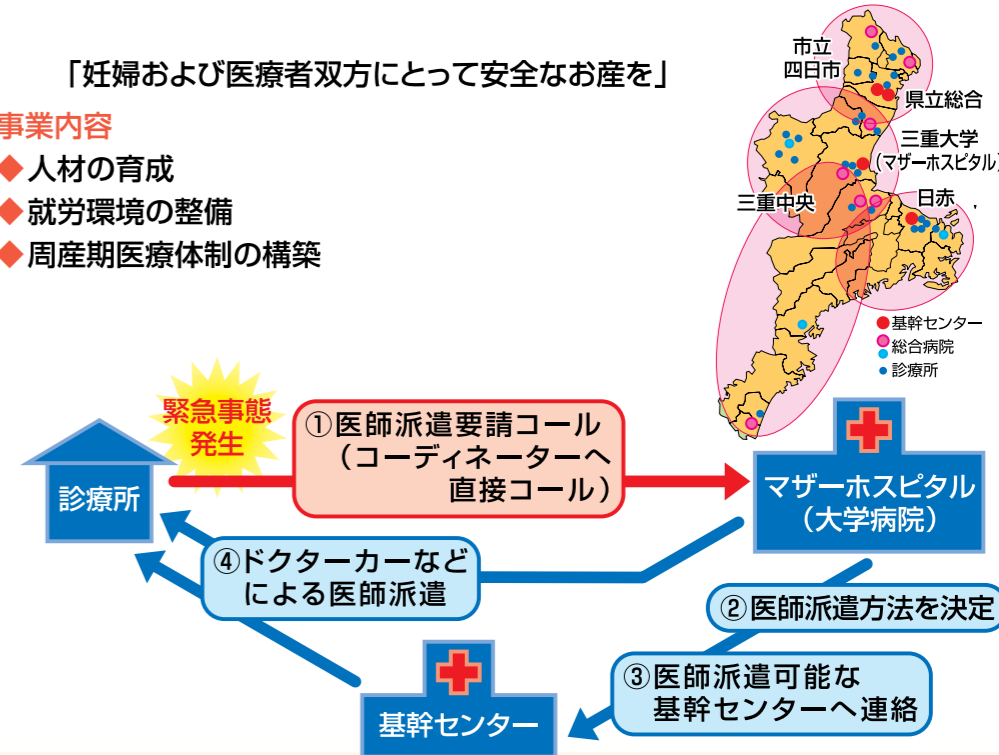 「妊婦および医療者双方にとって安全なお産を」
事業内容
◆人材の育成
◆就労環境の整備
◆周産期医療体制の構築
市立
四日市
県立総合
三重大学
(マザーホスピタル)
三重中央
日赤
基幹センター
総合病院
診療所
緊急事態
発生
①医師派遣要請コール
(コーディネーターへ
直接コール)
診療所
マザーホスピタル
(大学病院)
④ドクターカーなど
による医師派遣
②医師派遣方法を決定
③医師派遣可能な
基幹センターへ連絡
基幹センター